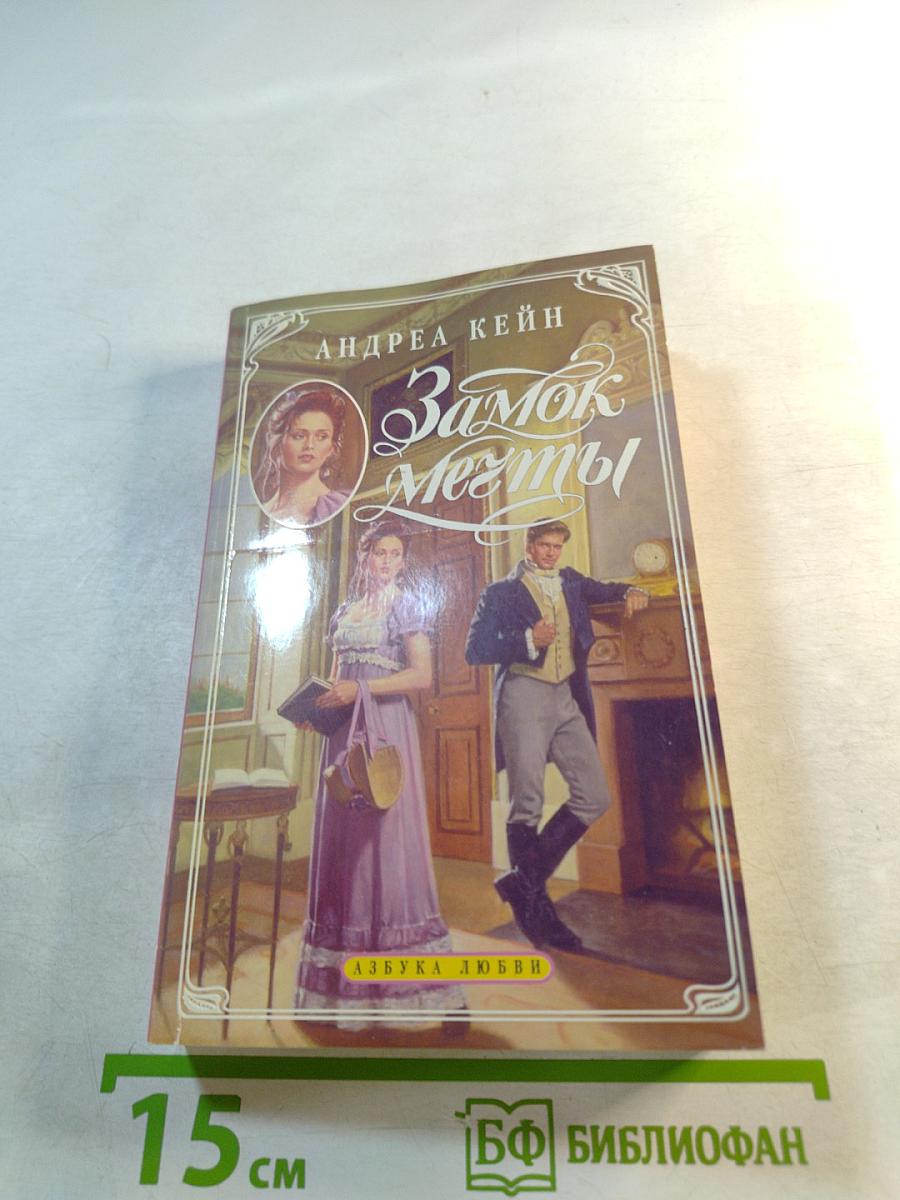 АНДРЕА КЕЙН
Замок
мечты
АЗБУКА ЛЮБВИ
15 см
БФ БИБЛИОФАН